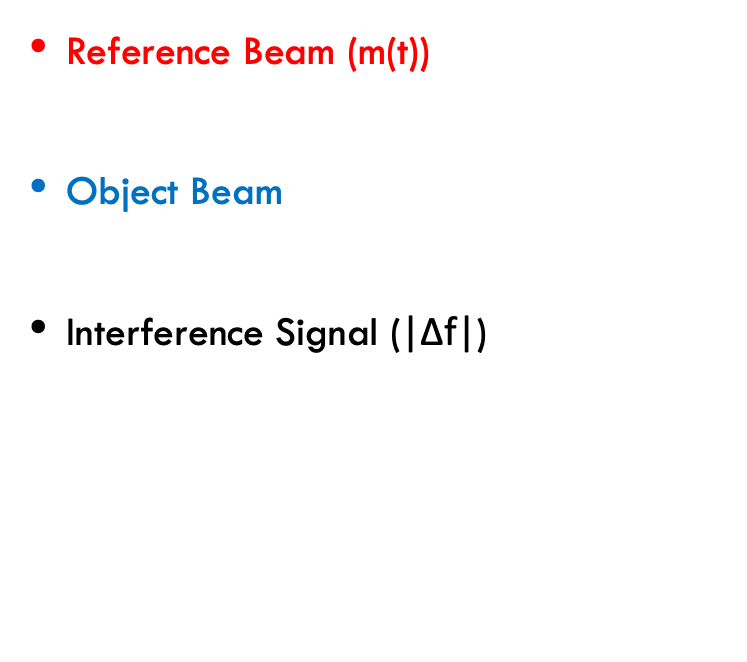 • Reference Beam (m(t))
• Object Beam
• Interference Signal (|Δf|)